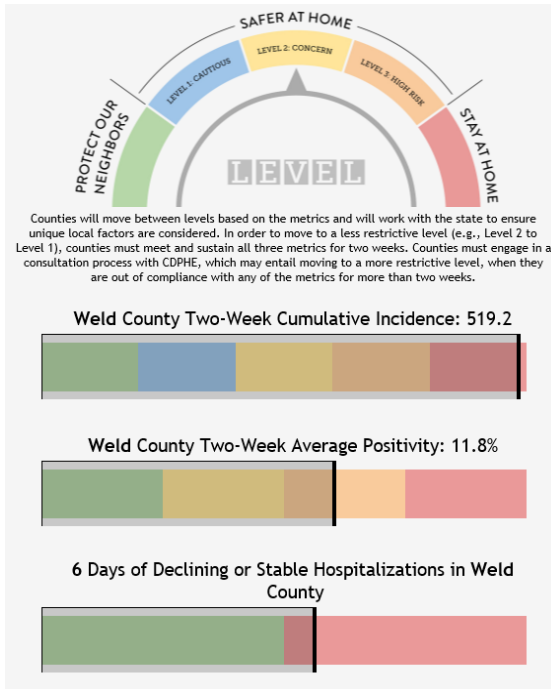 SAFER AT HOME
LEVEL 1: CAUTIOUS
LEVEL 2: CONCERN
LEVEL 3: HIGH RISK
PROTECT OUR
NEIGHBORS
STAY AT HOME
LEVEL
Counties will move between levels based on the metrics and will work with the state to ensure
unique local factors are considered. In order to move to a less restrictive level (e.g., Level 2 to
Level 1), counties must meet and sustain all three metrics for two weeks. Counties must engage in a
consultation process with CDPHE, which may entail moving to a more restrictive level, when they
are out of compliance with any of the metrics for more than two weeks.
Weld County Two-Week Cumulative Incidence: 519.2
Weld County Two-Week Average Positivity: 11.8%
6 Days of Declining or Stable Hospitalizations in Weld
County